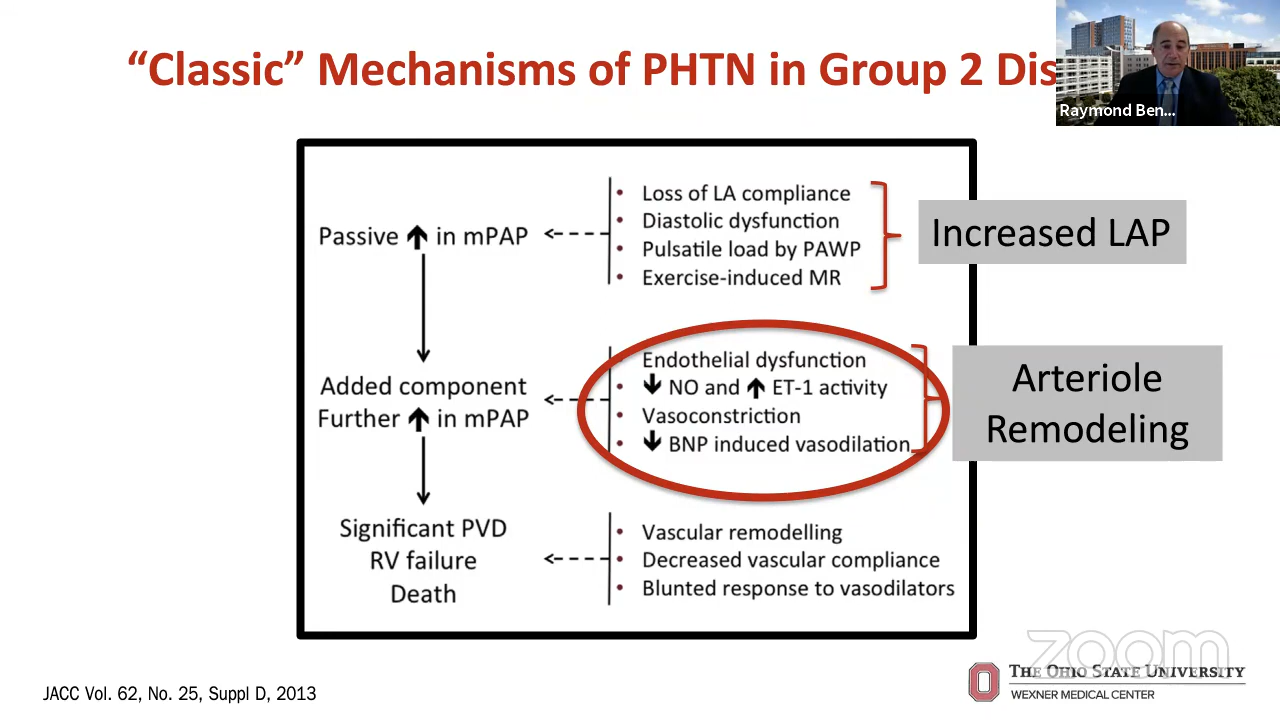 “Classic” Mechanisms of PHTN in Group 2 Dis
Raymond Ben...
Passive ↑ in mPAP
• Loss of LA compliance
• Diastolic dysfunction
• Pulsatile load by PAWP
• Exercise-induced MR
Increased LAP
Added component
Further ↑ in mPAP
• Endothelial dysfunction
• ↓ NO and ↑ ET-1 activity
• Vasoconstriction
• ↓ BNP induced vasodilation
Arteriole
Remodeling
Significant PVD
RV failure
Death
• Vascular remodelling
• Decreased vascular compliance
• Blunted response to vasodilators
zoom
JACC Vol. 62, No. 25, Suppl D, 2013
THE OHIO STATE UNIVERSITY
WEXNER MEDICAL CENTER